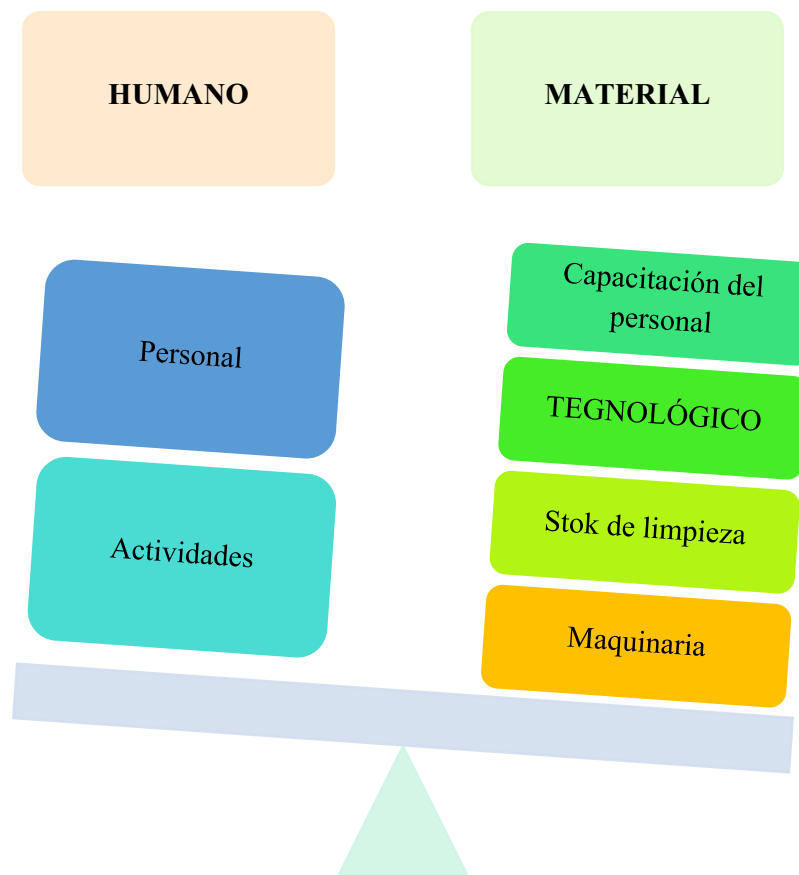 HUMANO
MATERIAL
Personal
Actividades
Capacitación del
personal
TEGNOLÓGICO
Stok de limpieza
Maquinaria